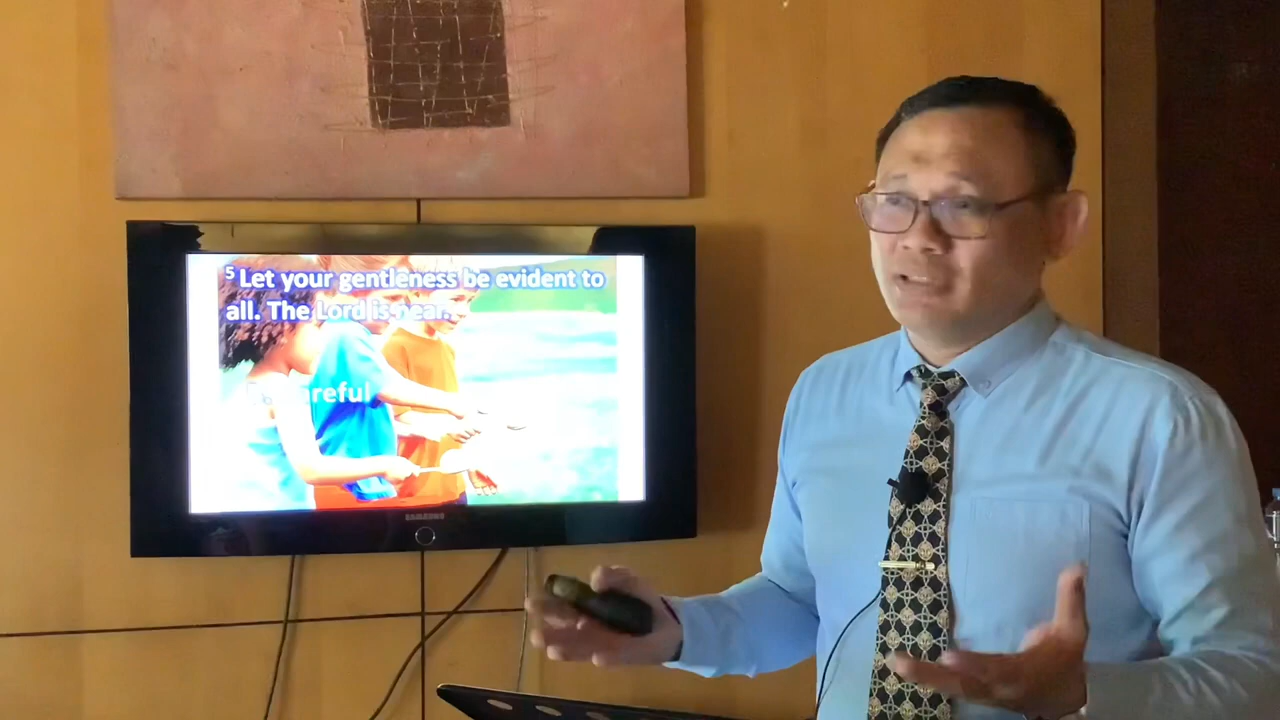 ⁵ Let your gentleness be evident to
all. The Lord is near.
SAMSUNG